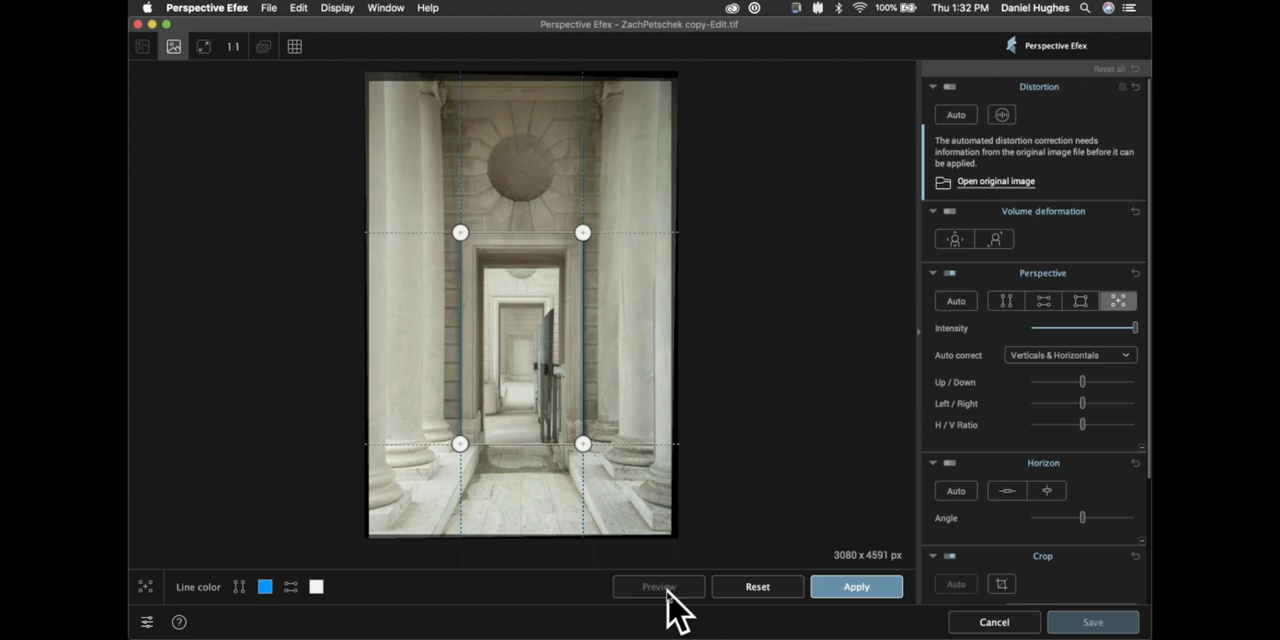 Perspective Efex File Edit Display Window Help 100% Thu 1:32 PM Daniel Hughes
Perspective Efex - ZachPetschek copy-Edit.tif
1:1
Perspective Efex
Reset all
Distortion
Auto
The automated distortion correction needs
information from the original image file before it can
be applied.
Open original image
Volume deformation
Perspective
Auto
Intensity
Auto correct Verticals & Horizontals
Up / Down
Left / Right
H / V Ratio
Horizon
Auto
Angle
3080 x 4591 px
Crop
Auto
Line color
Preview Reset Apply
Cancel Save